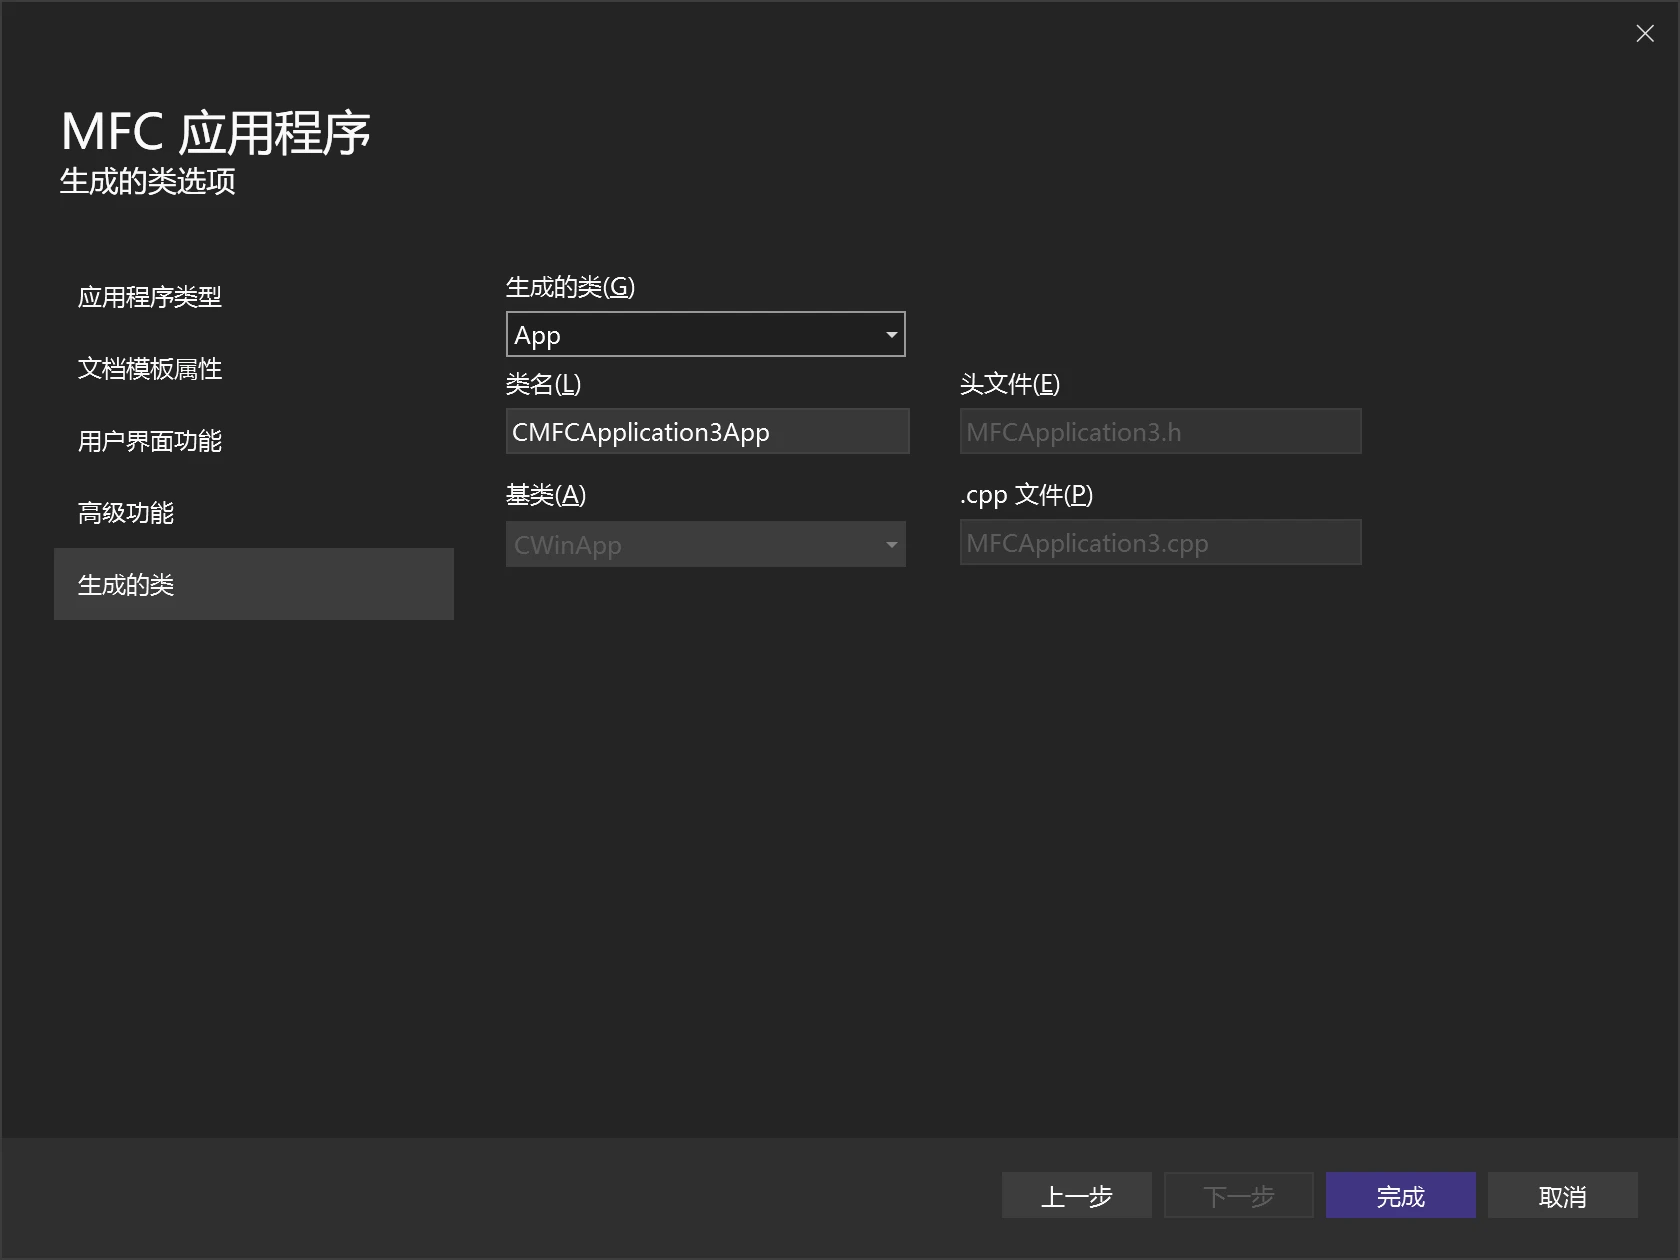 MFC 应用程序
生成的类选项
应用程序类型
文档模板属性
用户界面功能
高级功能
生成的类
生成的类(G)
App
类名(L)
CMFCApplication3App
头文件(E)
MFCApplication3.h
基类(A)
CWinApp
.cpp 文件(P)
MFCApplication3.cpp
上一步
下一步
完成
取消